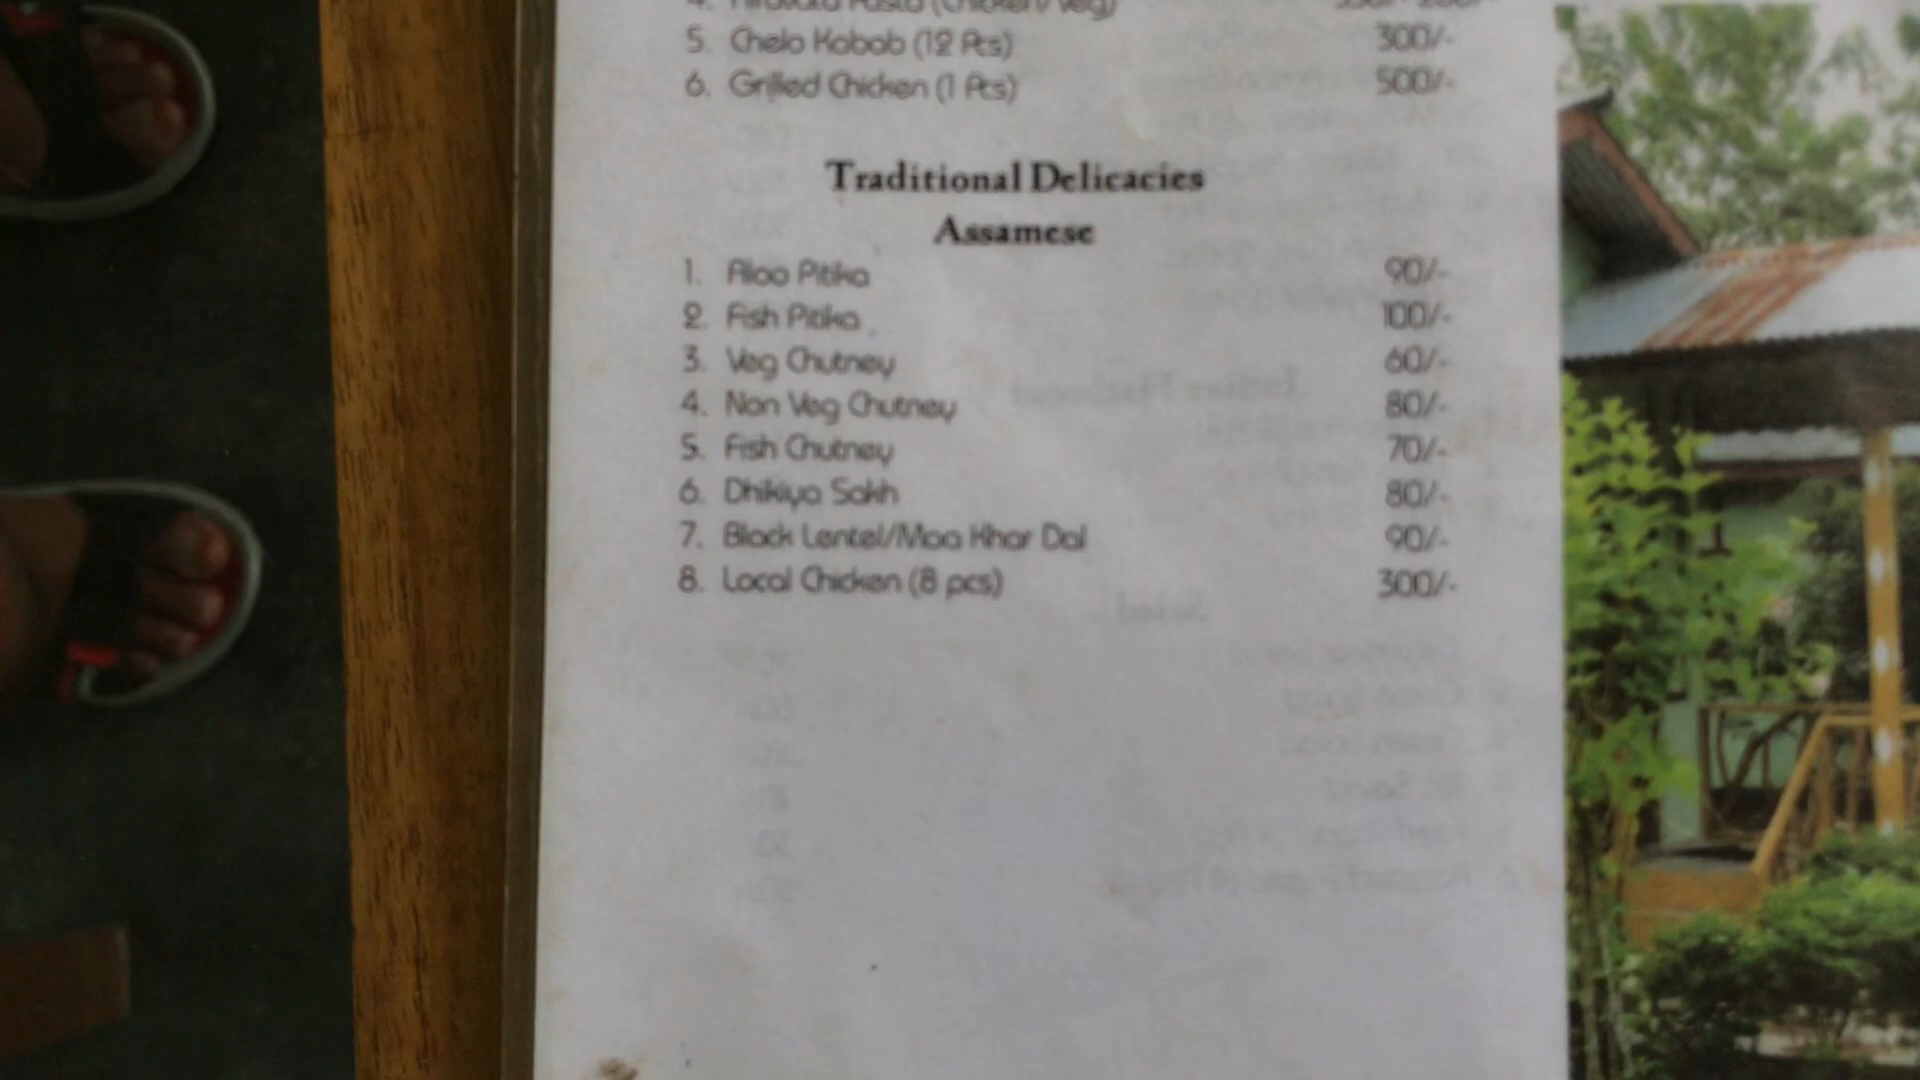 5. Chelo Kabab (12 Pcs) 300/-
6. Grilled Chicken (1 Pcs) 500/-
Traditional Delicacies
Assamese
1. Aloo Pitika 90/-
2. Fish Pitika 100/-
3. Veg Chutney 60/-
4. Non Veg Chutney 80/-
5. Fish Chutney 70/-
6. Dhikiya Sakh 80/-
7. Black Lentel/Maa Khar Dal 90/-
8. Local Chicken (8 pcs) 300/-